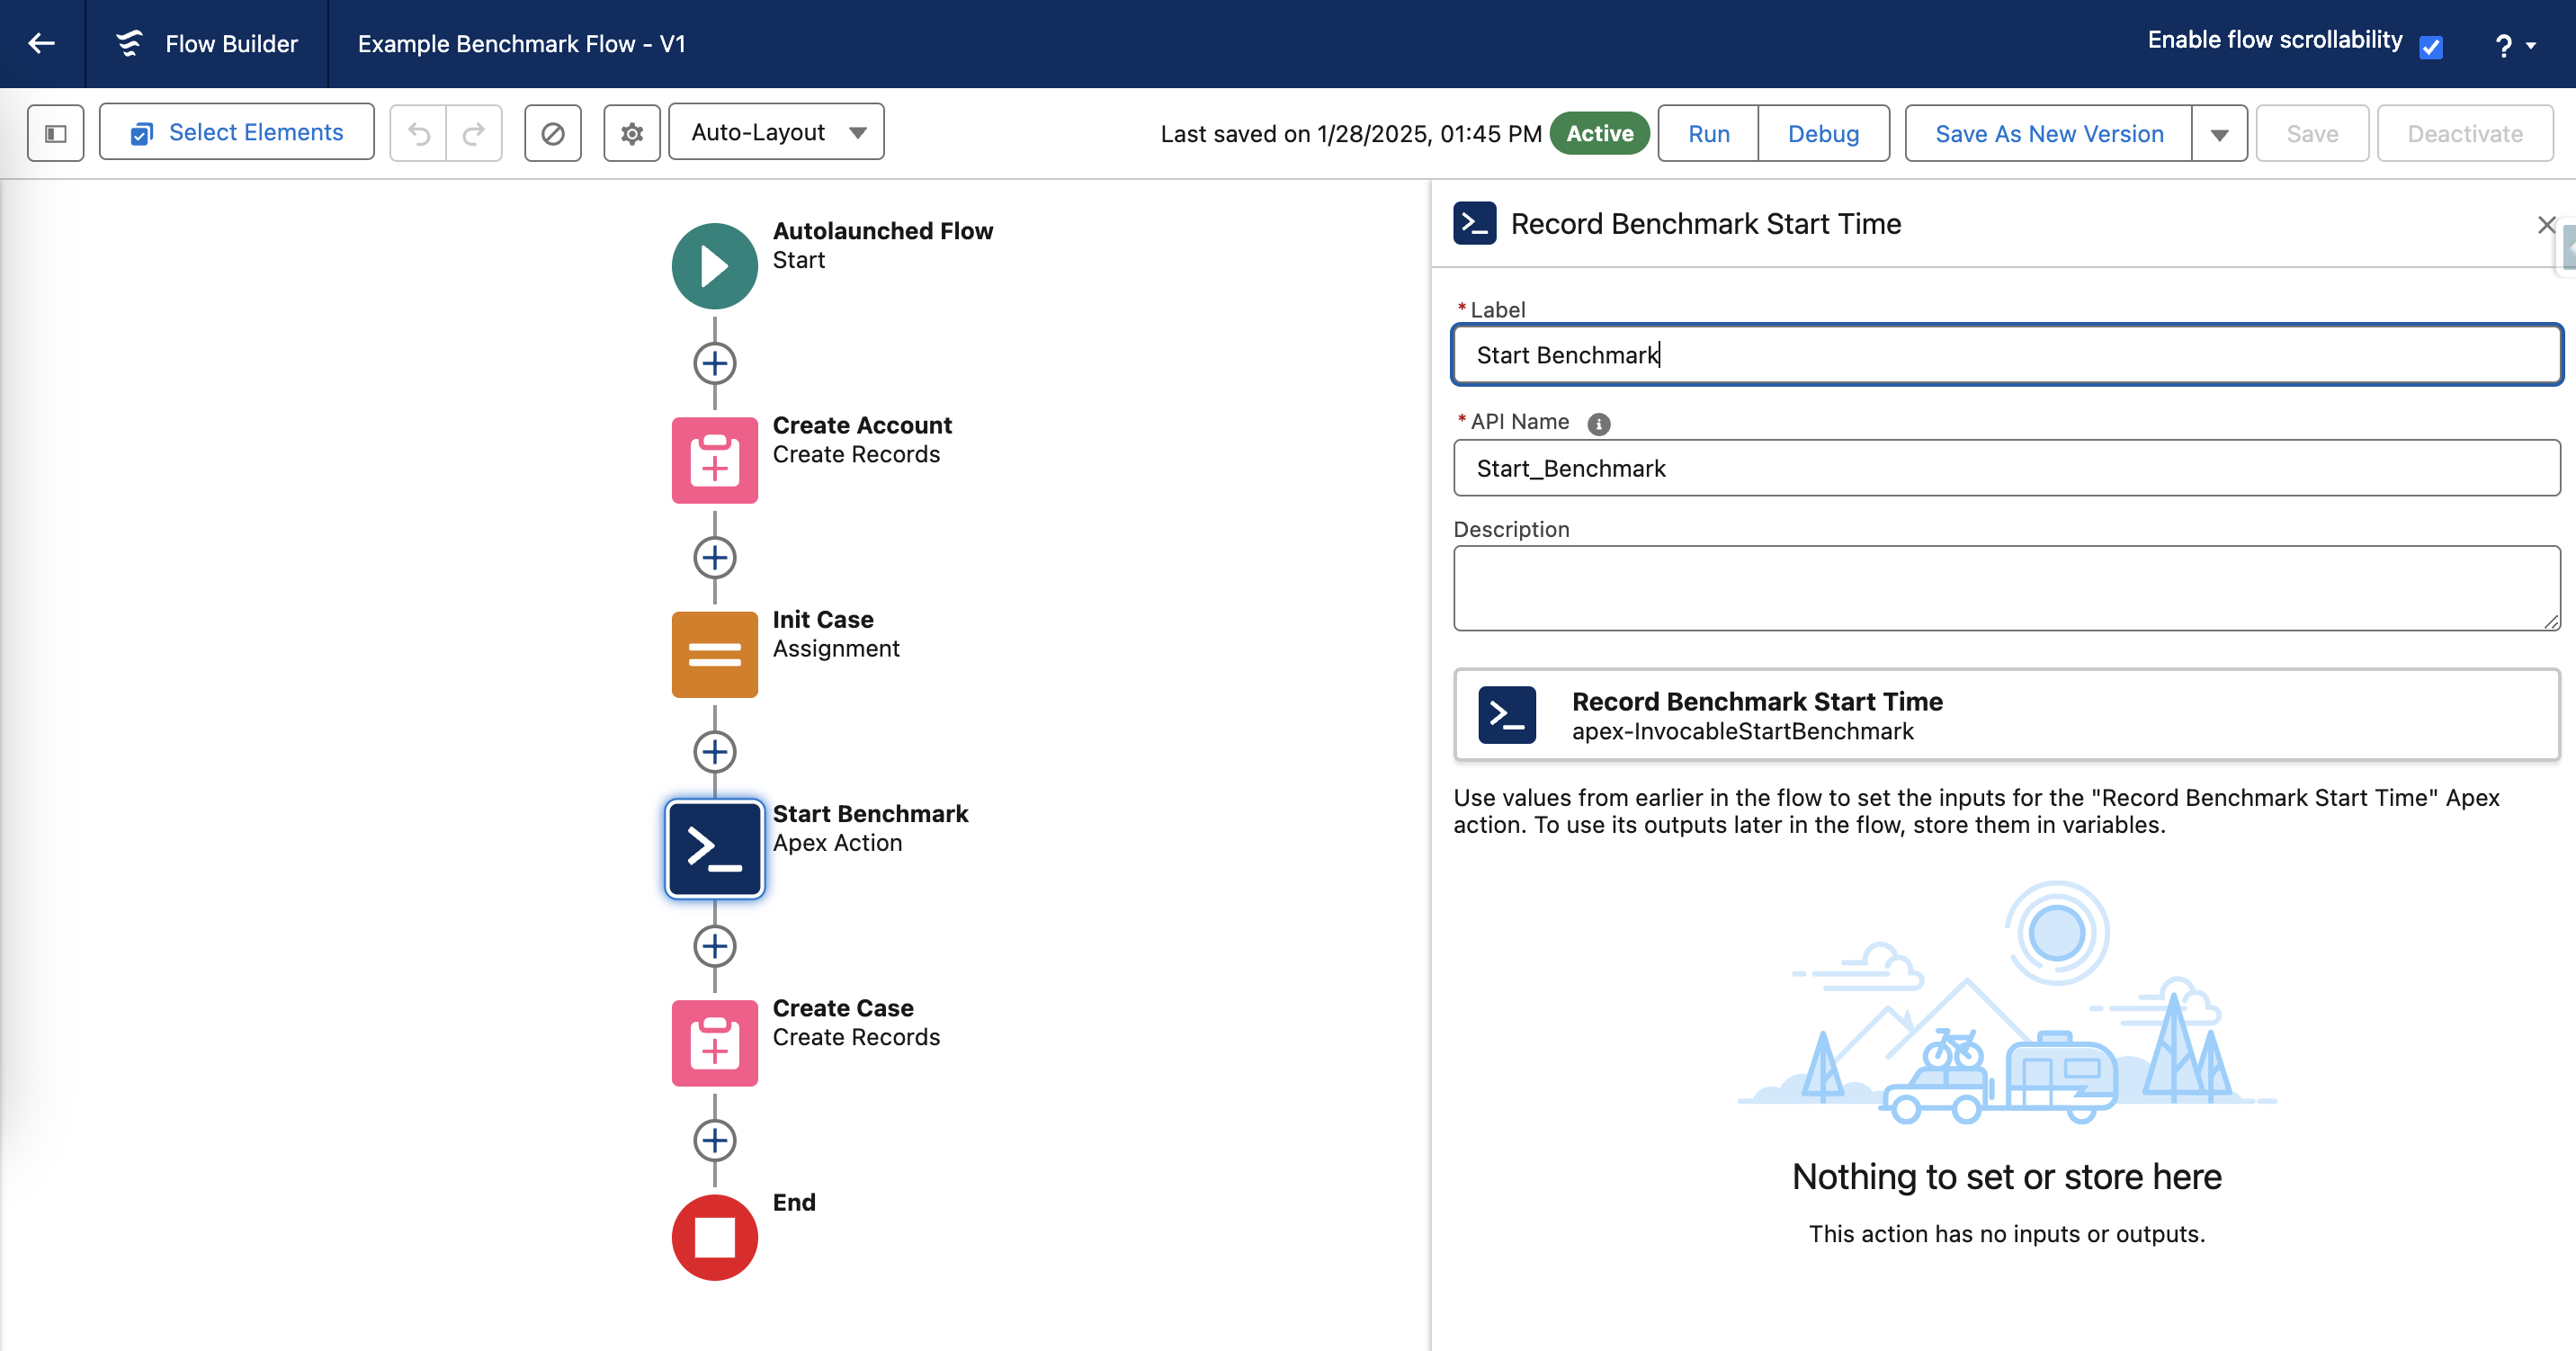 Flow Builder
Example Benchmark Flow - V1
Enable flow scrollability
?
Select Elements
Auto-Layout
Last saved on 1/28/2025, 01:45 PM
Active
Run
Debug
Save As New Version
Save
Deactivate
Autolaunched Flow
Start
Create Account
Create Records
Init Case
Assignment
Start Benchmark
Apex Action
Create Case
Create Records
End
Record Benchmark Start Time
* Label
Start Benchmark
* API Name
Start_Benchmark
Description
Record Benchmark Start Time
apex-InvocableStartBenchmark
Use values from earlier in the flow to set the inputs for the "Record Benchmark Start Time" Apex
action. To use its outputs later in the flow, store them in variables.
Nothing to set or store here
This action has no inputs or outputs.